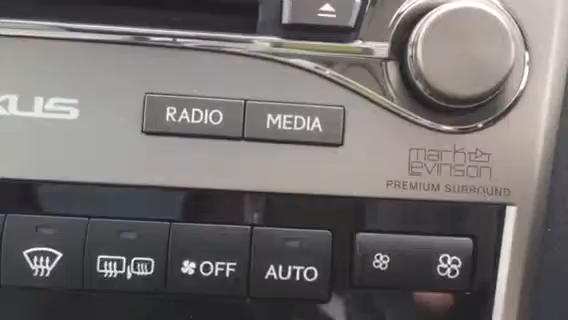 XUS
RADIO MEDIA
mark
levinson
PREMIUM SURROUND
OFF AUTO